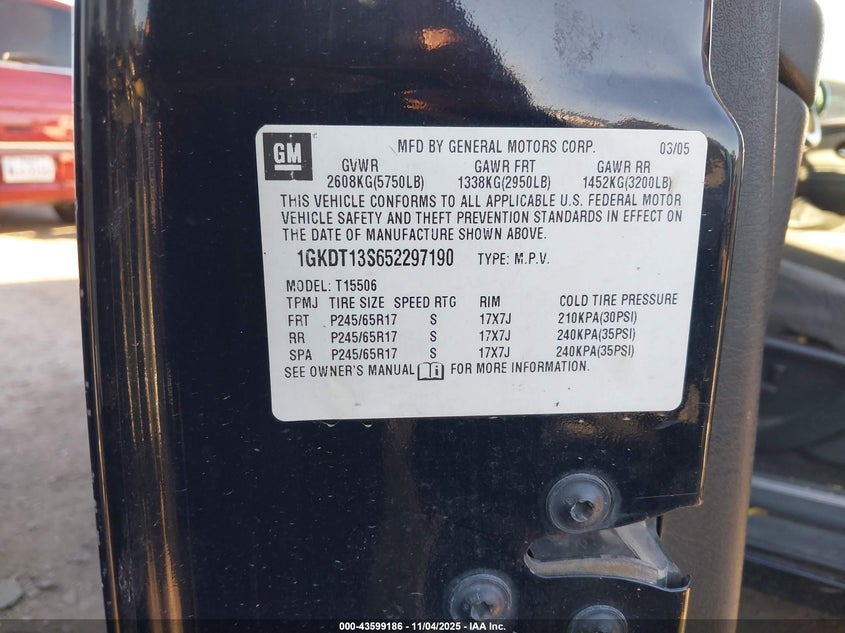 GM
MFD BY GENERAL MOTORS CORP. 03/05
GVWR GAWR FRT GAWR RR
2608KG(5750LB) 1338KG(2950LB) 1452KG(3200LB)
THIS VEHICLE CONFORMS TO ALL APPLICABLE U.S. FEDERAL MOTOR
VEHICLE SAFETY AND THEFT PREVENTION STANDARDS IN EFFECT ON
THE DATE OF MANUFACTURE SHOWN ABOVE.
1GKDT13S652297190 TYPE: M.P.V.
MODEL: T15506
TPMJ TIRE SIZE SPEED RTG RIM COLD TIRE PRESSURE
FRT P245/65R17 S 17X7J 210KPA(30PSI)
RR P245/65R17 S 17X7J 240KPA(35PSI)
SPA P245/65R17 S 17X7J 240KPA(35PSI)
SEE OWNER'S MANUAL FOR MORE INFORMATION.
000-43599186 - 11/04/2025 - IAA Inc.